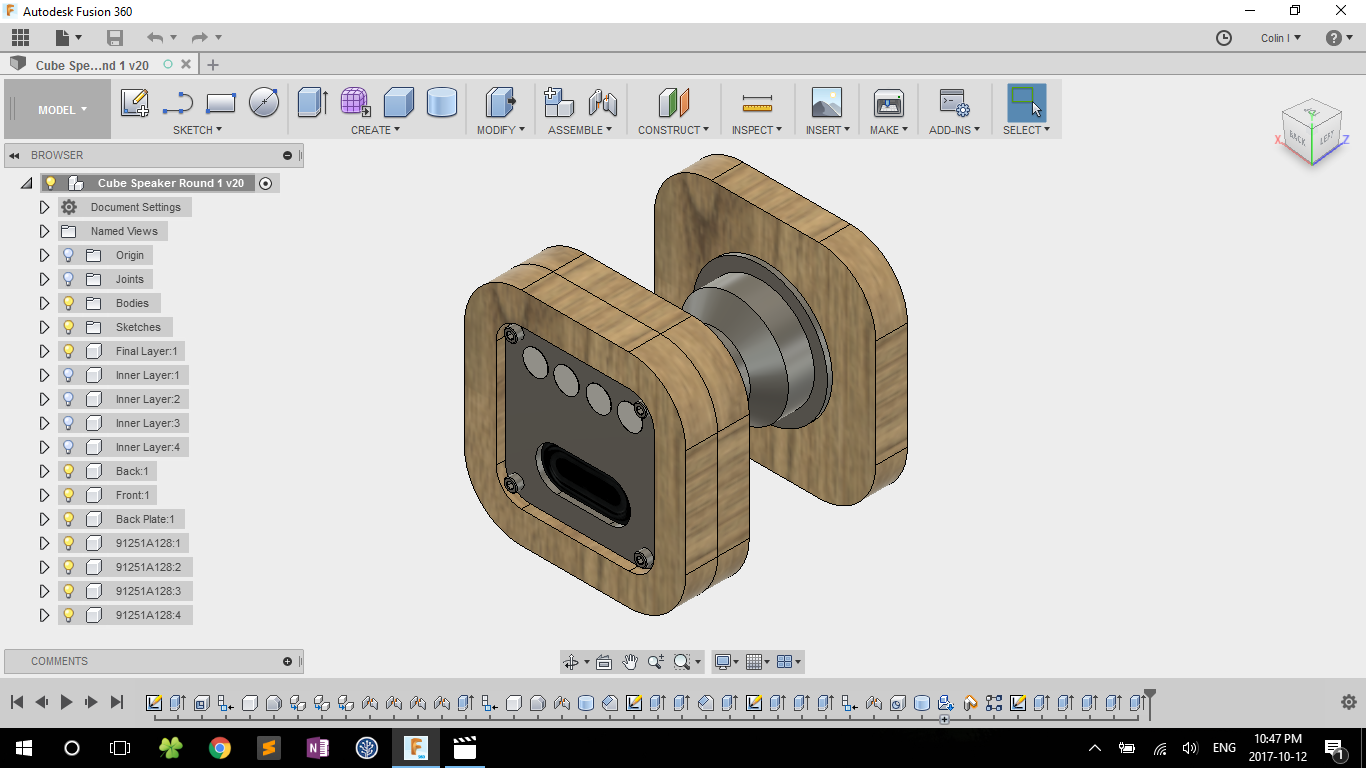 Autodesk Fusion 360
Colin I
Cube Spe...nd 1 v20
MODEL
SKETCH
CREATE
MODIFY
ASSEMBLE
CONSTRUCT
INSPECT
INSERT
MAKE
ADD-INS
SELECT
BACK
LEFT
X
Z
BROWSER
Cube Speaker Round 1 v20
Document Settings
Named Views
Origin
Joints
Bodies
Sketches
Final Layer:1
Inner Layer:1
Inner Layer:2
Inner Layer:3
Inner Layer:4
Back:1
Front:1
Back Plate:1
91251A128:1
91251A128:2
91251A128:3
91251A128:4
COMMENTS
ENG
10:47 PM
2017-10-12
1